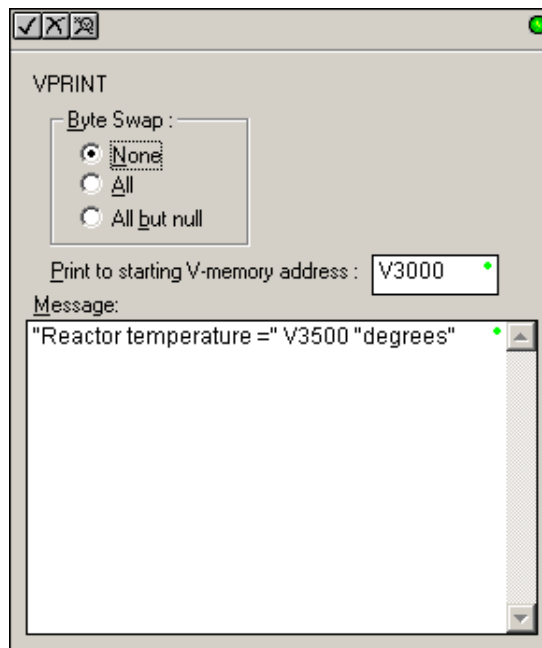 VPRINT
Byte Swap :
None
All
All but null
Print to starting V-memory address : V3000
Message:
"Reactor temperature =" V3500 "degrees"